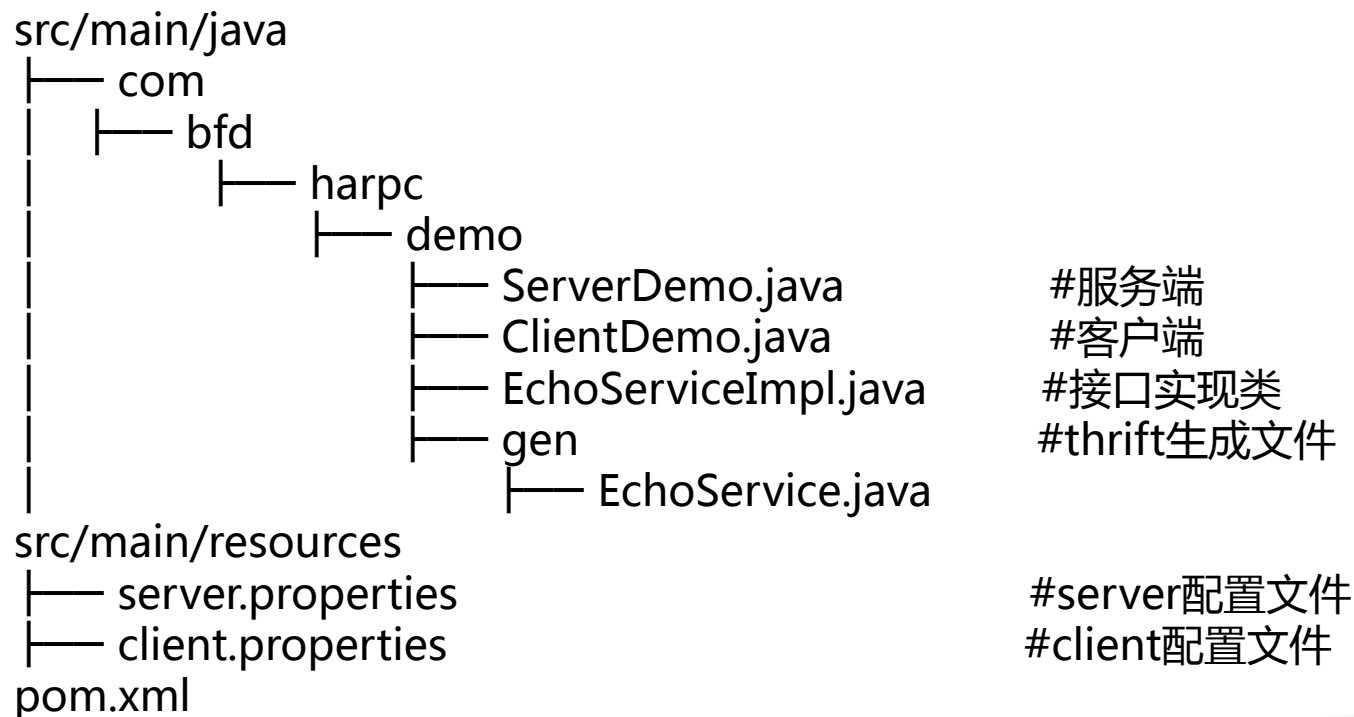 src/main/java
├── com
│   ├── bfd
│       ├── harpc
│           ├── demo
│               ├── ServerDemo.java #服务端
│               ├── ClientDemo.java #客户端
│               ├── EchoServiceImpl.java #接口实现类
│               ├── gen #thrift生成文件
│                   ├── EchoService.java
src/main/resources
├── server.properties #server配置文件
├── client.properties #client配置文件
pom.xml